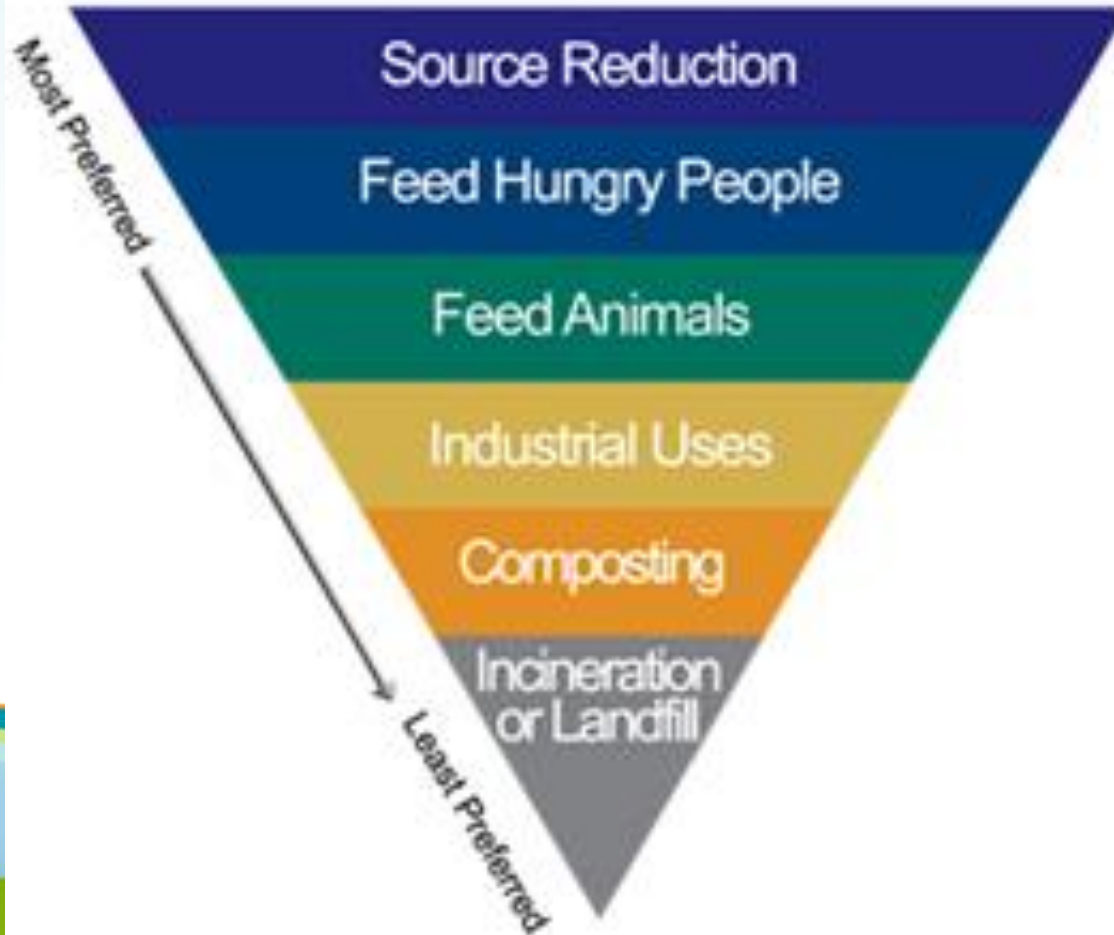 Most Preferred
Source Reduction
Feed Hungry People
Feed Animals
Industrial Uses
Composting
Incineration
or Landfill
Least Preferred